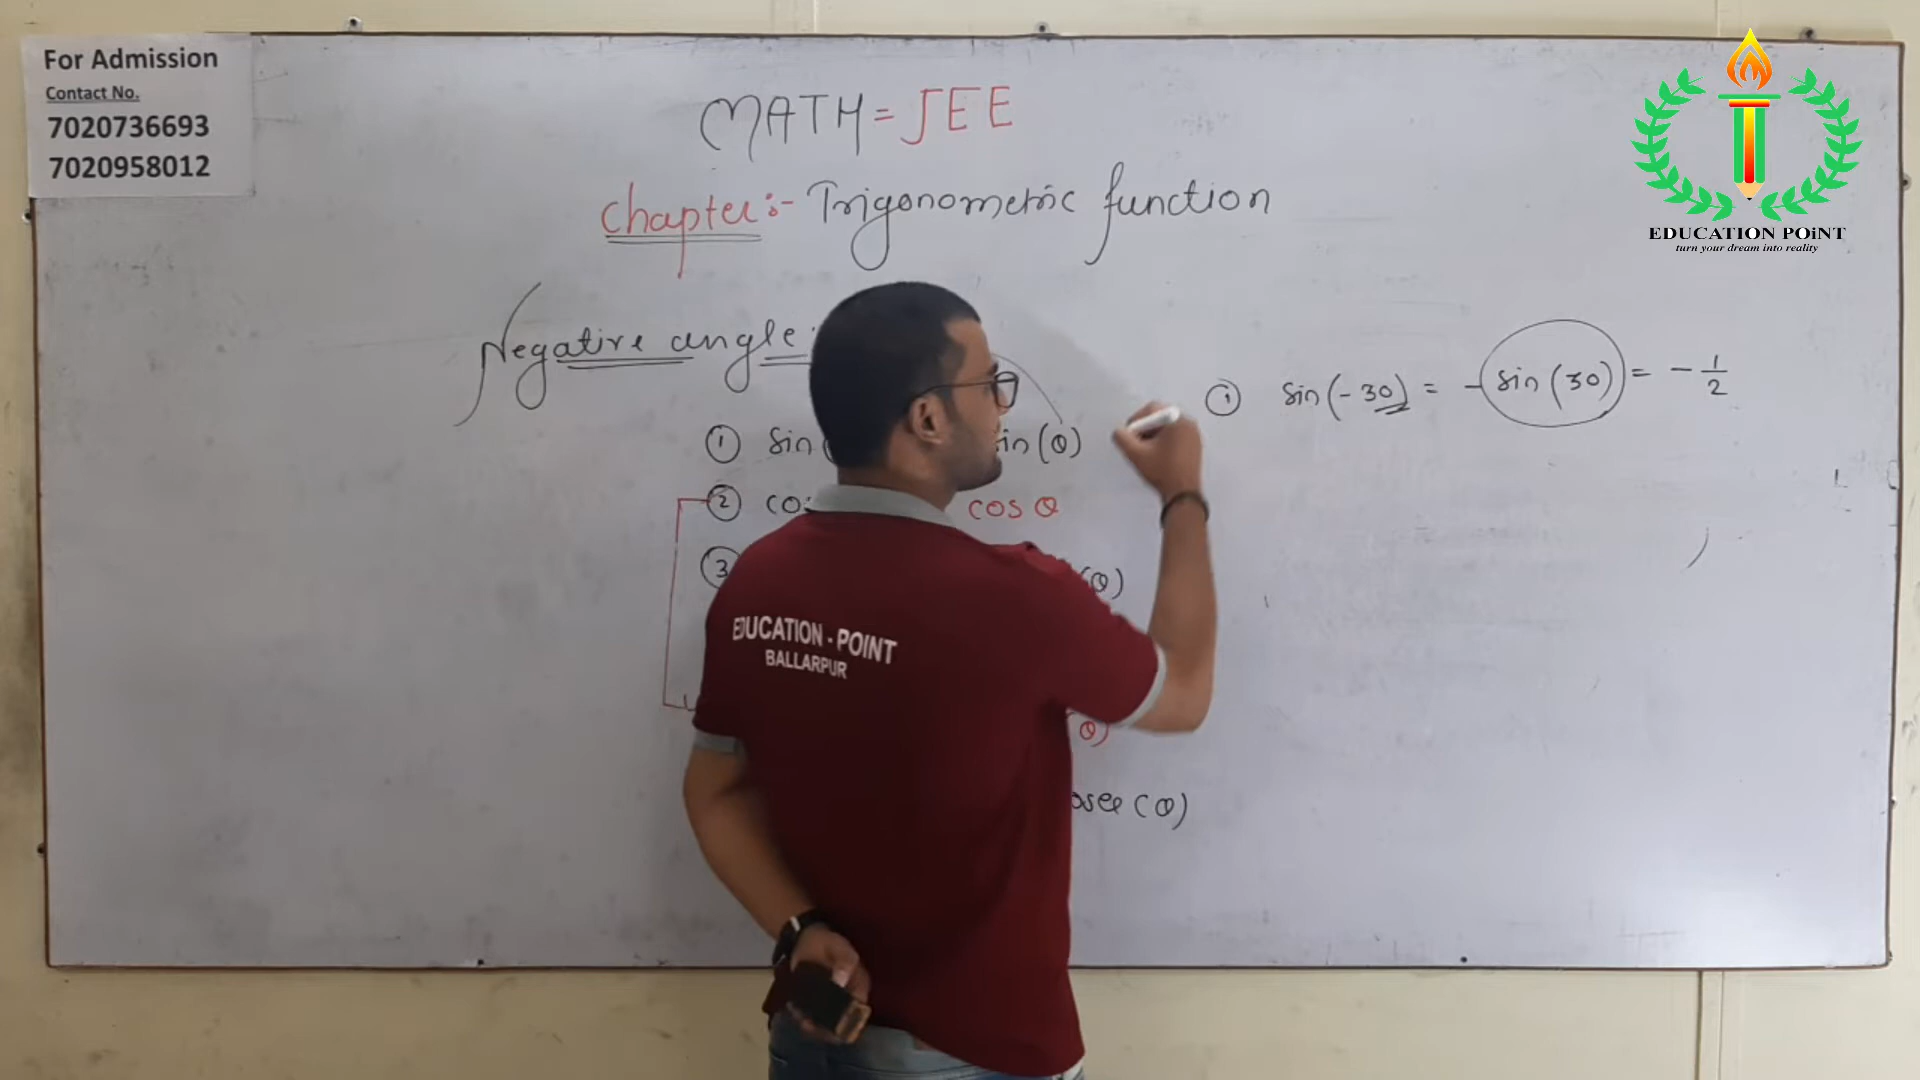 For Admission
Contact No.
7020736693
7020958012
MATH = JEE
Chapter :- Trigonometric function
EDUCATION POiNT
turn your dream into reality
Negative angle :
① sin( in(θ)
② cos cos θ
③ (θ)
θ)
osec (θ)
① sin(-30) = -sin(30) = -1/2
EDUCATION - POINT
BALLARPUR